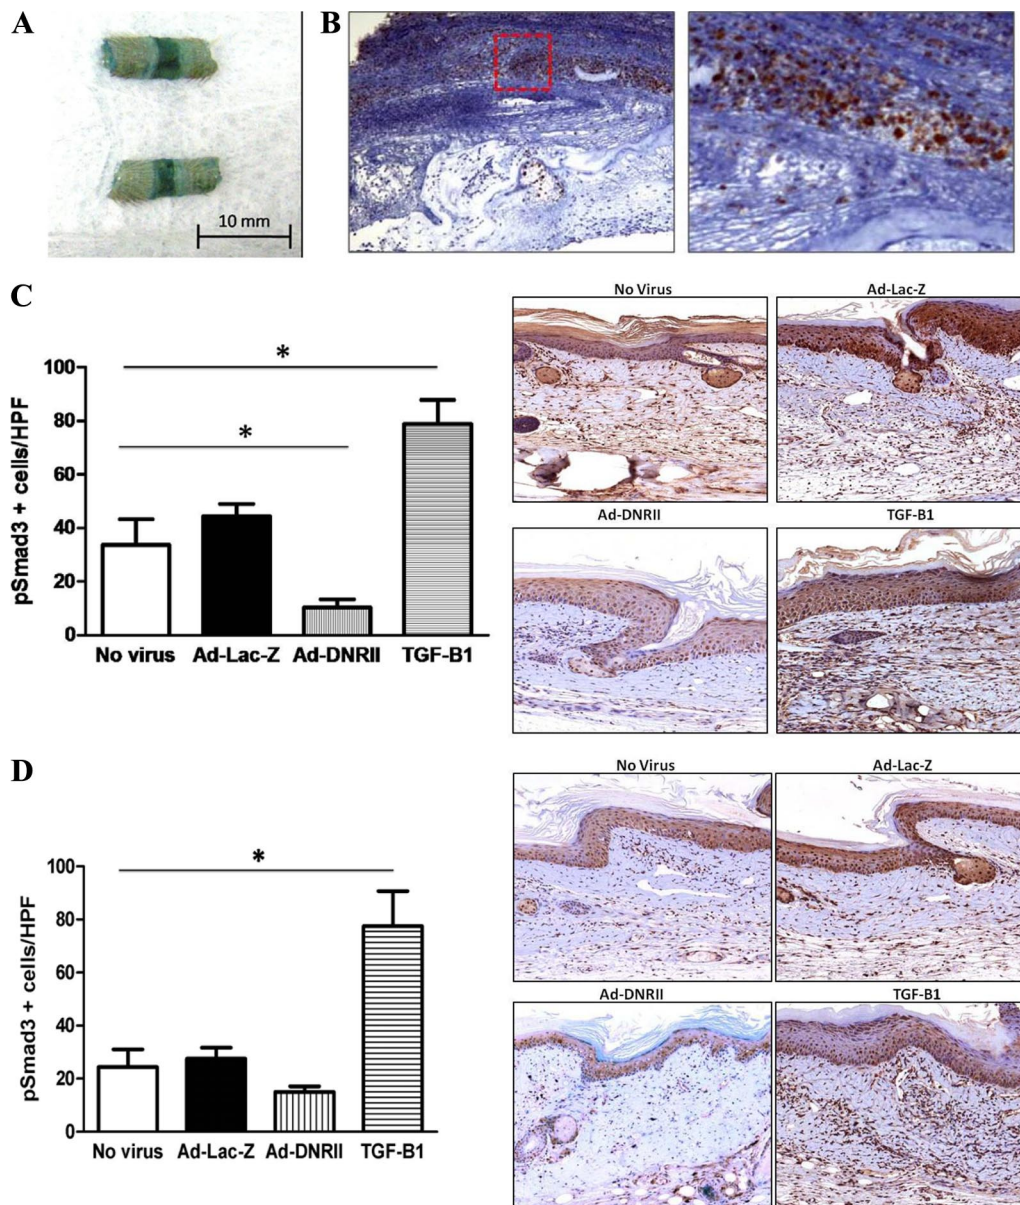 A
B
10 mm
C
*
*
100
80
60
40
20
0
pSmad3 + cells/HPF
No virus
Ad-Lac-Z
Ad-DNRII
TGF-B1
No Virus
Ad-Lac-Z
Ad-DNRII
TGF-B1
D
*
100
80
60
40
20
0
pSmad3 + cells/HPF
No virus
Ad-Lac-Z
Ad-DNRII
TGF-B1
No Virus
Ad-Lac-Z
Ad-DNRII
TGF-B1